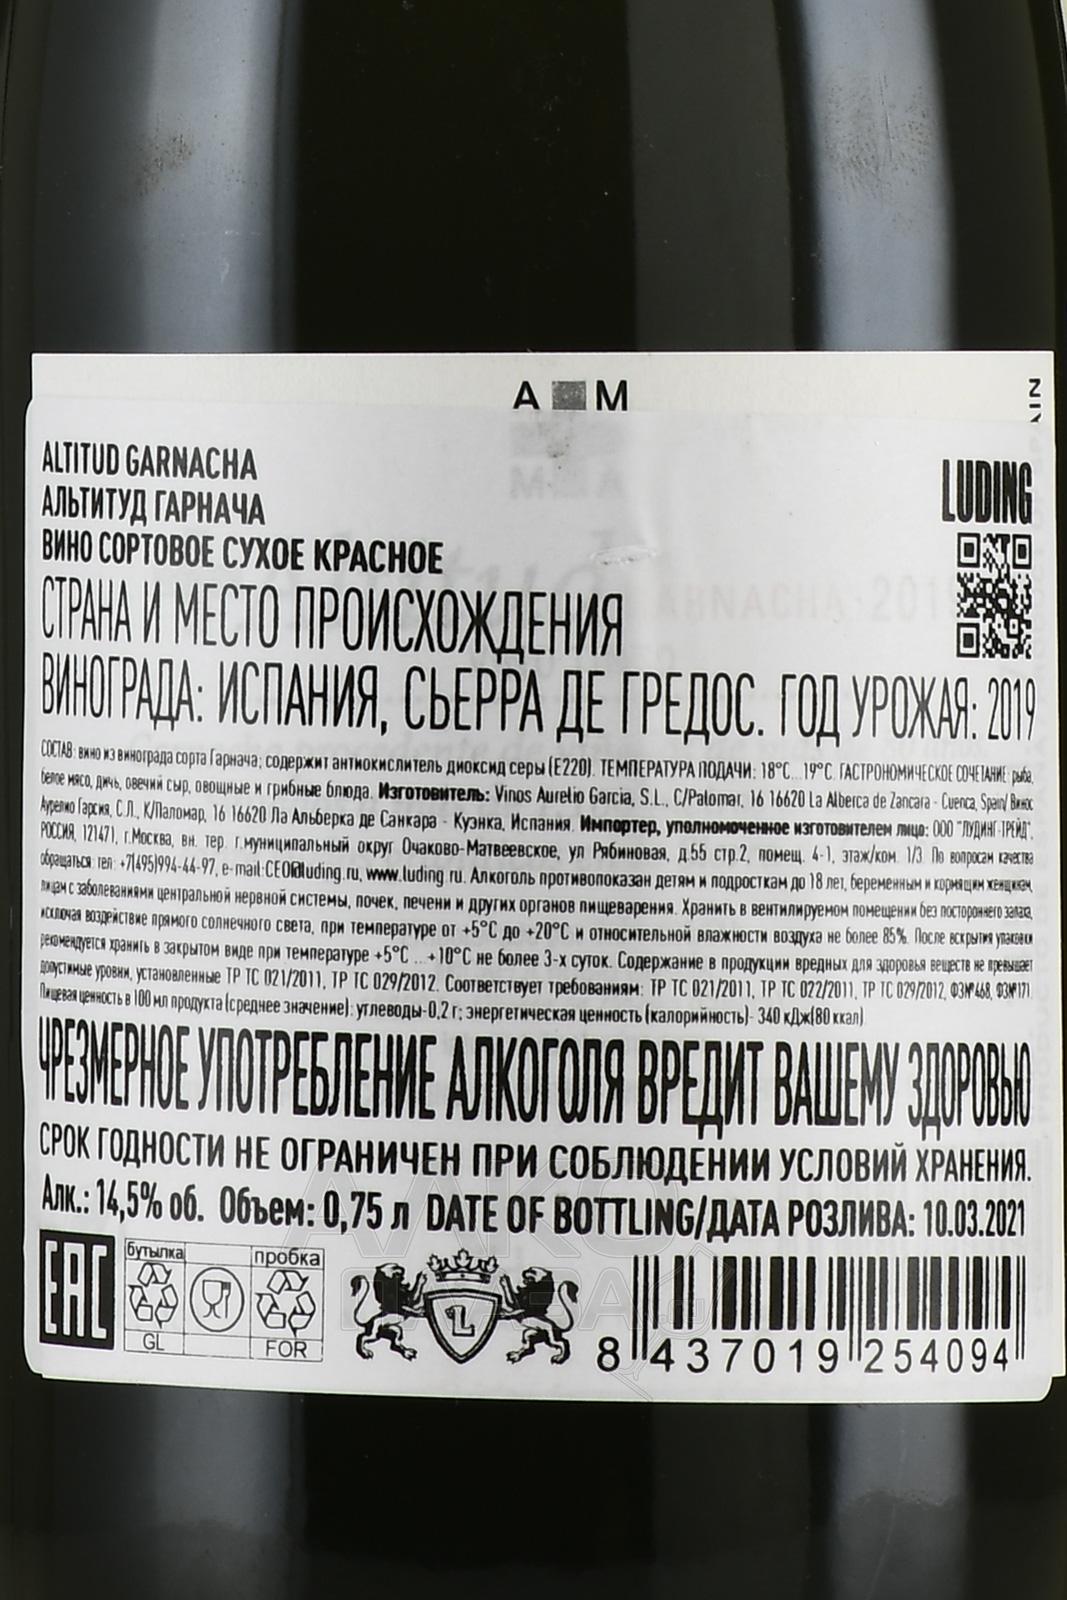 A M
ALTITUD GARNACHA
АЛЬТИТУД ГАРНАЧА
ВИНО СОРТОВОЕ СУХОЕ КРАСНОЕ
LUDING
СТРАНА И МЕСТО ПРОИСХОЖДЕНИЯ
ВИНОГРАДА: ИСПАНИЯ, СЬЕРРА ДЕ ГРЕДОС. ГОД УРОЖАЯ: 2019
СОСТАВ: вино из винограда сорта Гарнача; содержит антиокислитель диоксид серы (Е220). ТЕМПЕРАТУРА ПОДАЧИ: 18°C...19°C. ГАСТРОНОМИЧЕСКОЕ СОЧЕТАНИЕ: рыба,
белое мясо, дичь, овечий сыр, овощные и грибные блюда. Изготовитель: Vinos Aurelio Garcia, S.L., C/Palomar, 16 16620 La Alberca de Zancara - Cuenca, Spain/ Винос
Аурелио Гарсия, С.Л., К/Паломар, 16 16620 Ла Альберка де Санкара - Куэнка, Испания. Импортер, уполномоченное изготовителем лицо: ООО "ЛУДИНГ-ТРЕЙД",
РОССИЯ, 121471, г.Москва, вн. тер. г.муниципальный округ Очаково-Матвеевское, ул Рябиновая, д.55 стр.2, помещ. 4-1, этаж/ком. 1/3. По вопросам качества
обращаться: тел: +7(495)994-44-97, e-mail:CEO@luding.ru, www.luding.ru. Алкоголь противопоказан детям и подросткам до 18 лет, беременным и кормящим женщинам,
лицам с заболеваниями центральной нервной системы, почек, печени и других органов пищеварения. Хранить в вентилируемом помещении без постороннего запаха,
исключая воздействие прямого солнечного света, при температуре от +5°C до +20°C и относительной влажности воздуха не более 85%. После вскрытия упаковки
рекомендуется хранить в закрытом виде при температуре +5°C ...+10°C не более 3-х суток. Содержание в продукции вредных для здоровья веществ не превышает
допустимые уровни, установленные ТР ТС 021/2011, ТР ТС 029/2012. Соответствует требованиям: ТР ТС 021/2011, ТР ТС 022/2011, ТР ТС 029/2012, ФЗ№468, ФЗ№171.
Пищевая ценность в 100 мл продукта (среднее значение): углеводы-0,2 г; энергетическая ценность (калорийность)- 340 кДж(80 ккал)
ЧРЕЗМЕРНОЕ УПОТРЕБЛЕНИЕ АЛКОГОЛЯ ВРЕДИТ ВАШЕМУ ЗДОРОВЬЮ
СРОК ГОДНОСТИ НЕ ОГРАНИЧЕН ПРИ СОБЛЮДЕНИИ УСЛОВИЙ ХРАНЕНИЯ.
Алк.: 14,5% об. Объем: 0,75 л DATE OF BOTTLING/ДАТА РОЗЛИВА: 10.03.2021
EAC
бутылка пробка
GL FOR
L
8 437019 254094